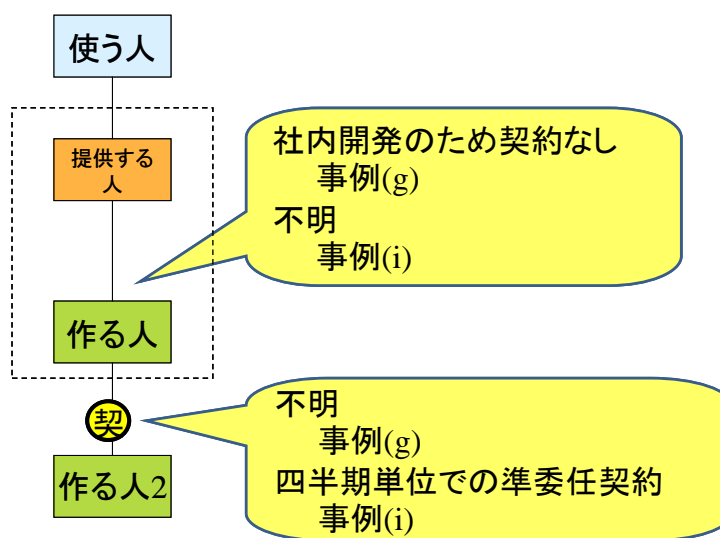 使う人
提供する
人
社内開発のため契約なし
事例(g)
不明
事例(i)
作る人
契
不明
事例(g)
四半期単位での準委任契約
事例(i)
作る人2